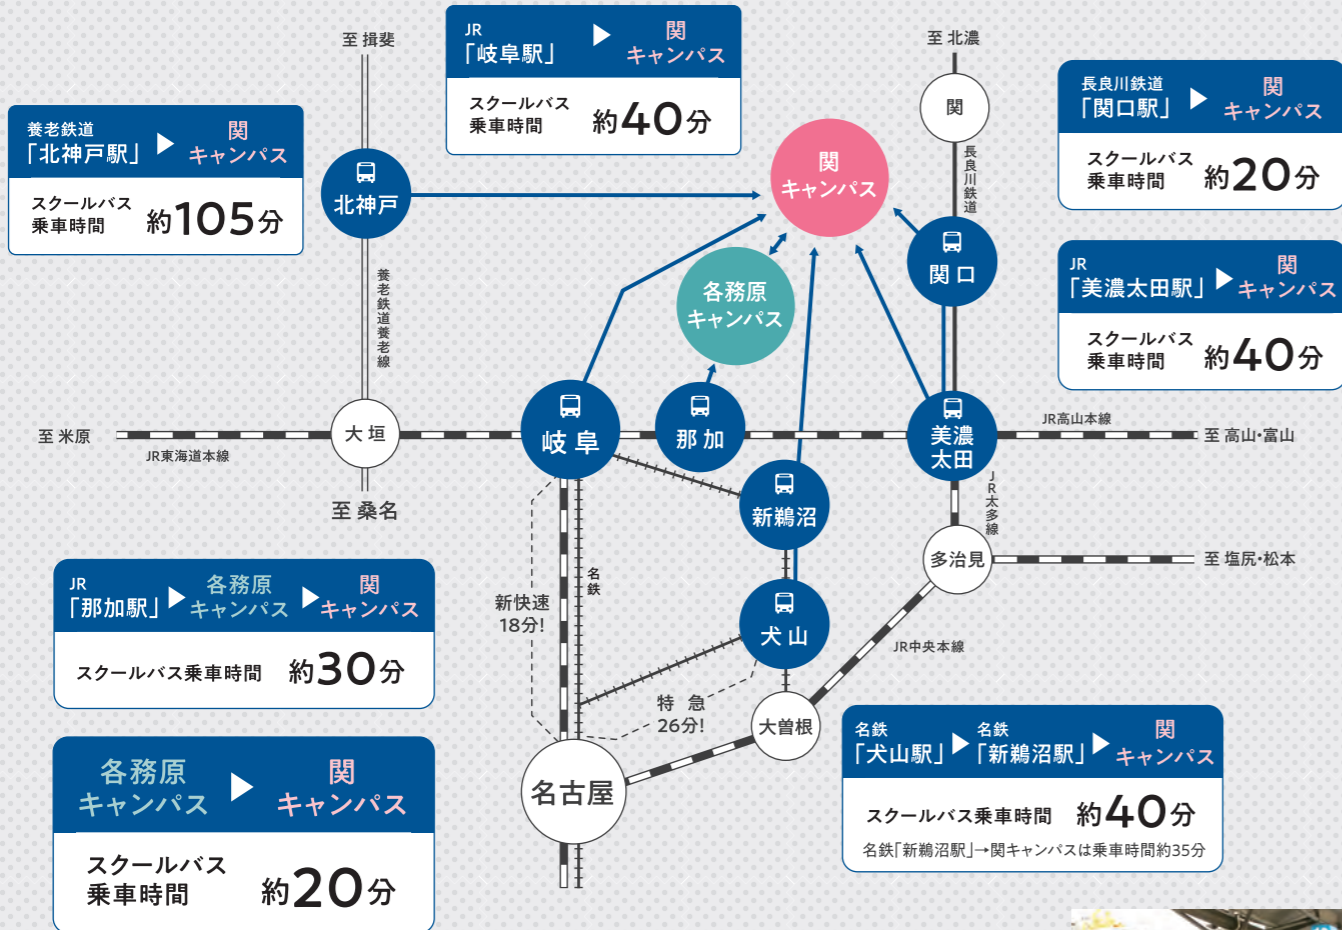 至 揖斐
JR
「岐阜駅」
関
キャンパス
スクールバス
乗車時間
約40分
至 北濃
関
長良川鉄道
「関口駅」
関
キャンパス
スクールバス
乗車時間
約20分
養老鉄道
「北神戸駅」
関
キャンパス
スクールバス
乗車時間
約105分
北神戸
関
キャンパス
長良川鉄道
関口
JR
「美濃太田駅」
関
キャンパス
スクールバス
乗車時間
約40分
養老鉄道養老線
各務原
キャンパス
至 米原
JR東海道本線
大垣
岐阜
那加
美濃
太田
JR高山本線
至 高山・富山
至 桑名
新鵜沼
JR太多線
多治見
至 塩尻・松本
JR
「那加駅」
各務原
キャンパス
関
キャンパス
スクールバス乗車時間 約30分
新快速
18分!
名鉄
犬山
JR中央本線
特急
26分!
大曽根
名古屋
各務原
キャンパス
関
キャンパス
スクールバス
乗車時間
約20分
名鉄
「犬山駅」
名鉄
「新鵜沼駅」
関
キャンパス
スクールバス乗車時間 約40分
名鉄「新鵜沼駅」→関キャンパスは乗車時間約35分